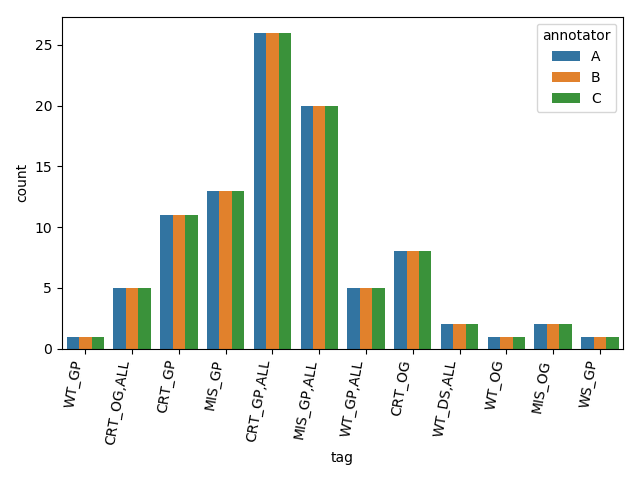 annotator
A
B
C
25
20
15
10
5
0
count
WT_GP
CRT_OG,ALL
CRT_GP
MIS_GP
CRT_GP,ALL
MIS_GP,ALL
WT_GP,ALL
CRT_OG
WT_DS,ALL
WT_OG
MIS_OG
WS_GP
tag